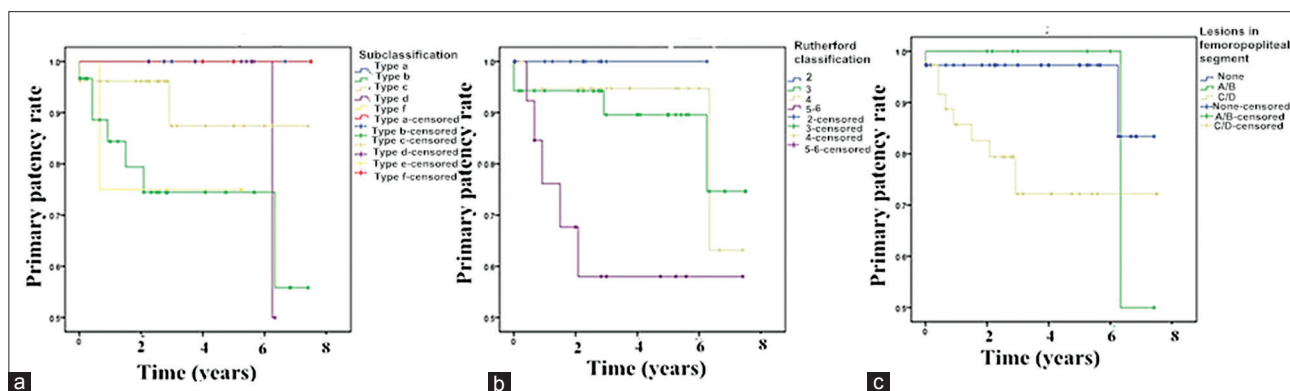 Subclassification
Type a
Type b
Type c
Type d
Type f
Type a-censored
Type b-censored
Type c-censored
Type d-censored
Type e-censored
Type f-censored
Primary patency rate
1.0
0.9
0.8
0.7
0.6
0.5
0 2 4 6 8
Time (years)
a
Rutherford
classification
2
3
4
5-6
2-censored
3-censored
4-censored
5-6-censored
Primary patency rate
1.0
0.9
0.8
0.7
0.6
0.5
0 2 4 6 8
Time (years)
b
Lesions in
femoropopliteal
segment
None
A/B
C/D
None-censored
A/B-censored
C/D-censored
Primary patency rate
1.0
0.9
0.8
0.7
0.6
0.5
0 2 4 6 8
Time (years)
c